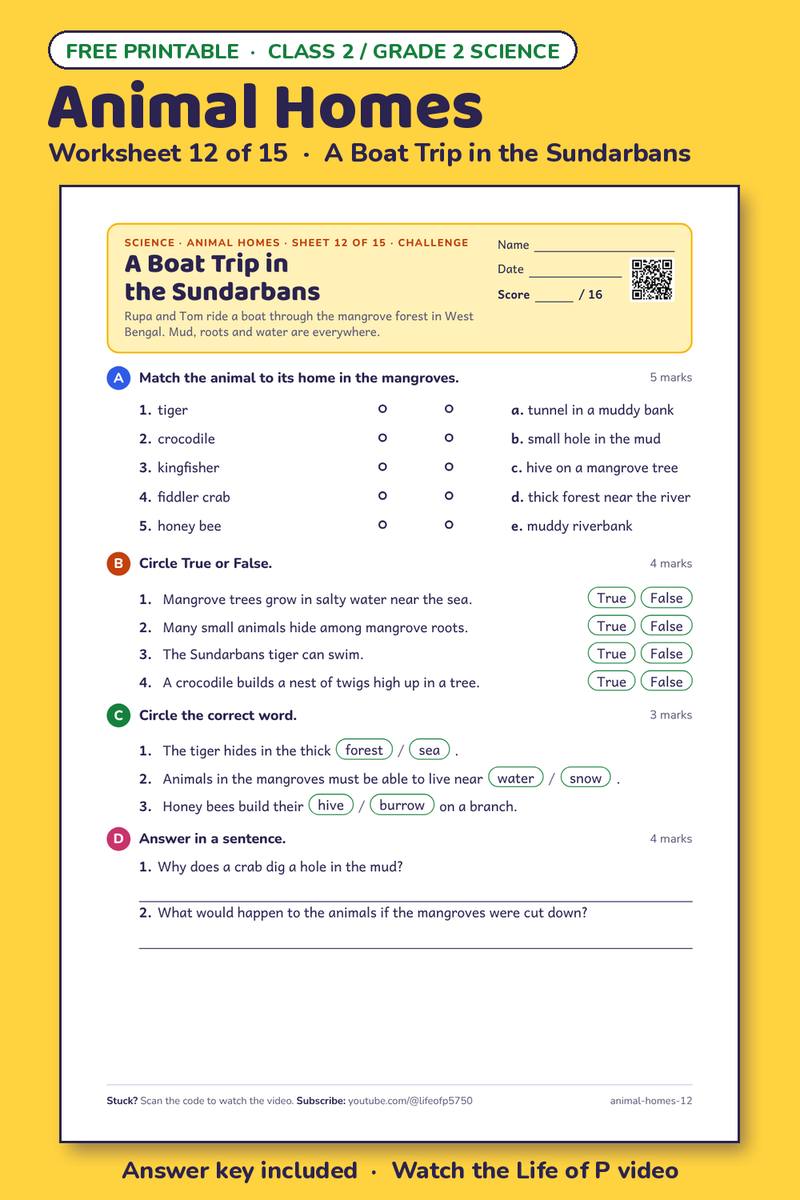 FREE PRINTABLE · CLASS 2 / GRADE 2 SCIENCE
Animal Homes
Worksheet 12 of 15 · A Boat Trip in the Sundarbans
SCIENCE · ANIMAL HOMES · SHEET 12 OF 15 · CHALLENGE
A Boat Trip in
the Sundarbans
Rupa and Tom ride a boat through the mangrove forest in West
Bengal. Mud, roots and water are everywhere.
Name
Date
Score / 16
A Match the animal to its home in the mangroves. 5 marks
1. tiger a. tunnel in a muddy bank
2. crocodile b. small hole in the mud
3. kingfisher c. hive on a mangrove tree
4. fiddler crab d. thick forest near the river
5. honey bee e. muddy riverbank
B Circle True or False. 4 marks
1. Mangrove trees grow in salty water near the sea. True False
2. Many small animals hide among mangrove roots. True False
3. The Sundarbans tiger can swim. True False
4. A crocodile builds a nest of twigs high up in a tree. True False
C Circle the correct word. 3 marks
1. The tiger hides in the thick forest / sea .
2. Animals in the mangroves must be able to live near water / snow .
3. Honey bees build their hive / burrow on a branch.
D Answer in a sentence. 4 marks
1. Why does a crab dig a hole in the mud?
2. What would happen to the animals if the mangroves were cut down?
Stuck? Scan the code to watch the video. Subscribe: youtube.com/@lifeofp5750 animal-homes-12
Answer key included · Watch the Life of P video